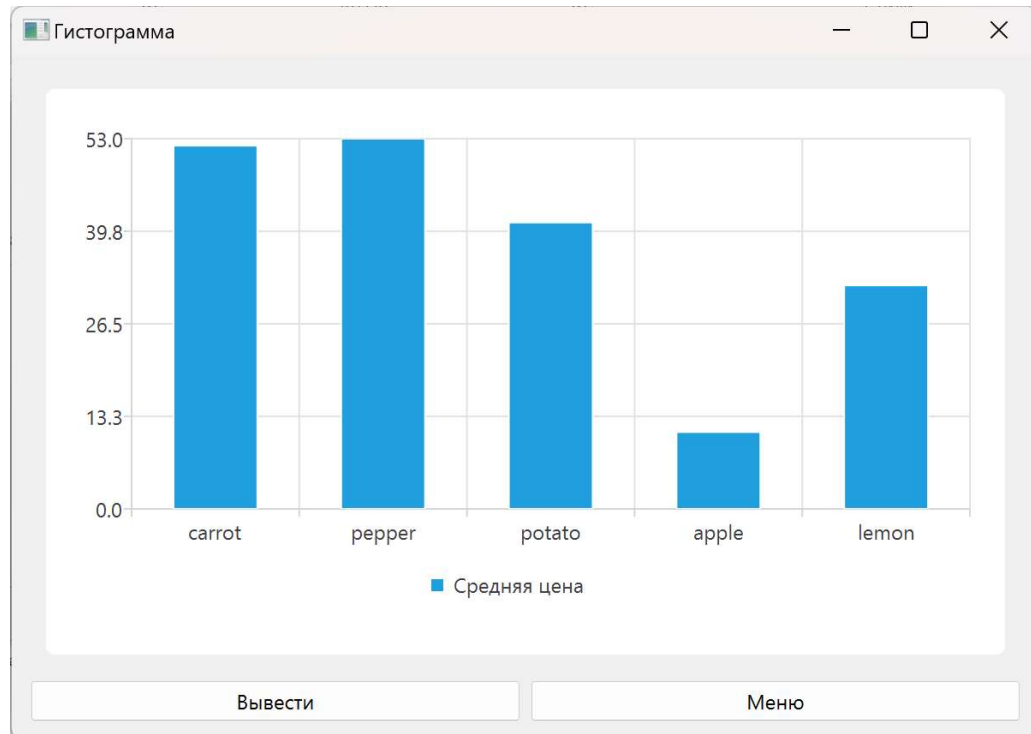 Гистограмма
53.0
39.8
26.5
13.3
0.0
carrot pepper potato apple lemon
Средняя цена
Вывести Меню